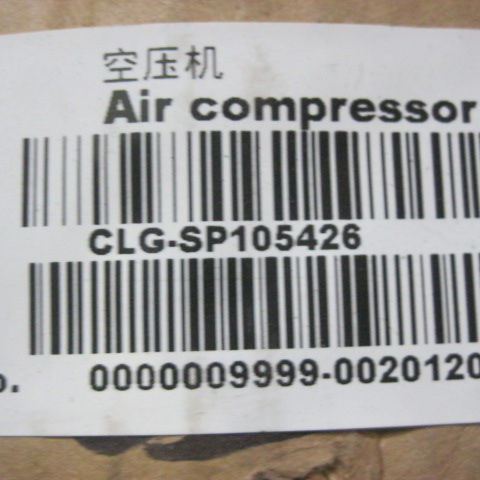 空压机
Air compressor
CLG-SP105426
o. 0000009999-0020120